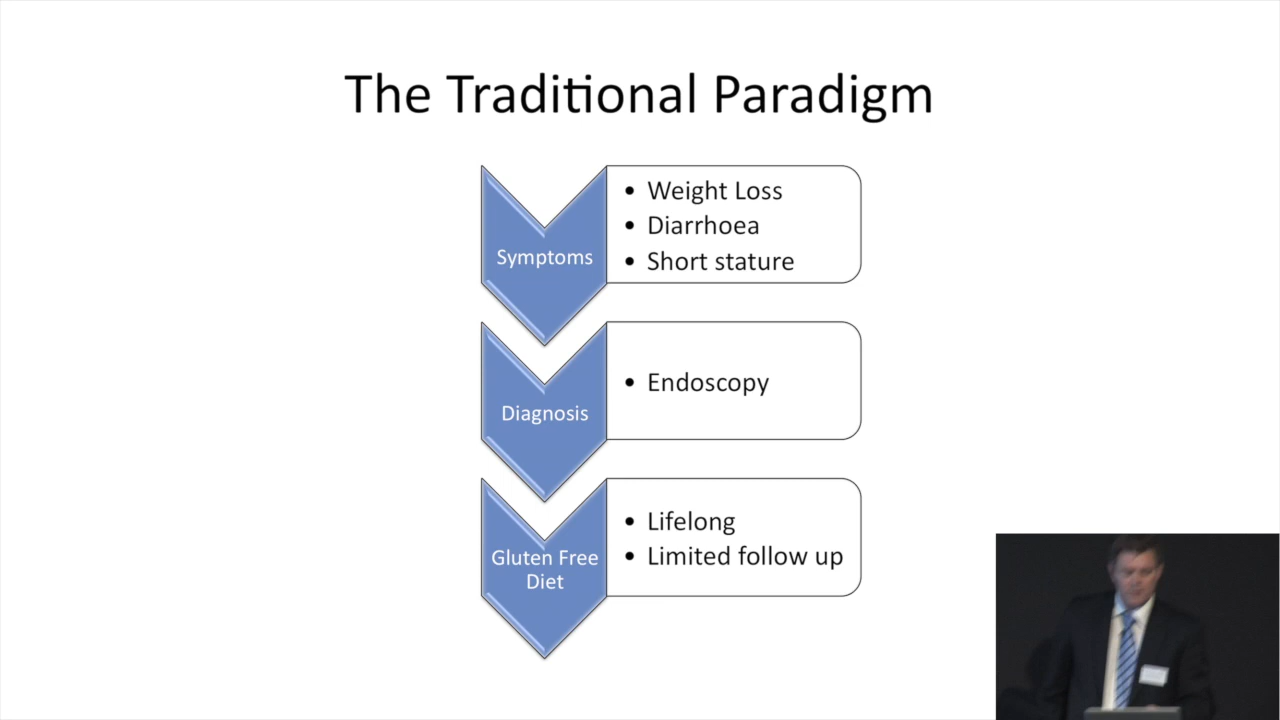 The Traditional Paradigm
Symptoms
• Weight Loss
• Diarrhoea
• Short stature
Diagnosis
• Endoscopy
Gluten Free
Diet
• Lifelong
• Limited follow up